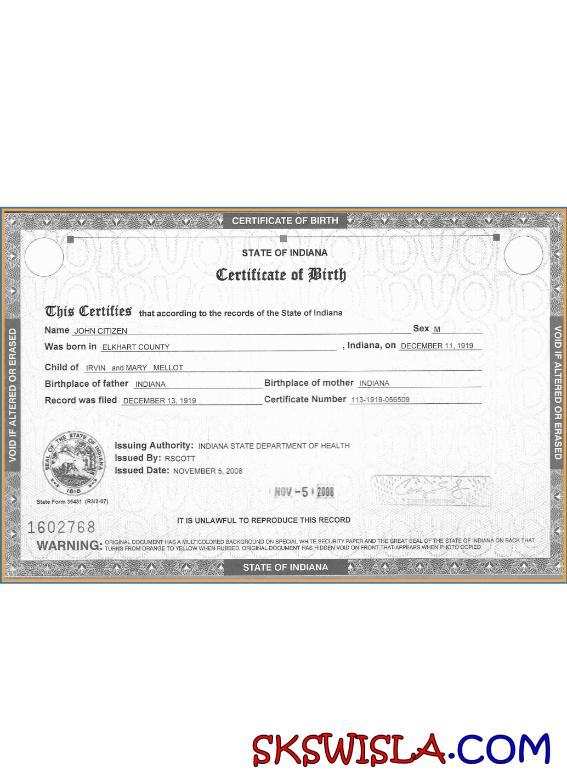 CERTIFICATE OF BIRTH
STATE OF INDIANA
Certificate of Birth
This Certifies that according to the records of the State of Indiana
Name JOHN CITIZEN Sex M
Was born in ELKHART COUNTY , Indiana, on DECEMBER 11, 1919
Child of IRVIN and MARY MELLOT
Birthplace of father INDIANA Birthplace of mother INDIANA
Record was filed DECEMBER 13, 1919 Certificate Number 113-1919-056509
VOID IF ALTERED OR ERASED
VOID IF ALTERED OR ERASED
SEAL OF THE STATE OF INDIANA
1816
Issuing Authority: INDIANA STATE DEPARTMENT OF HEALTH
Issued By: RSCOTT
Issued Date: NOVEMBER 5, 2008
NOV -5 2008
State Form 35431 (R3/2-07)
IT IS UNLAWFUL TO REPRODUCE THIS RECORD
1602768
WARNING: ORIGINAL DOCUMENT HAS A MULTICOLORED BACKGROUND ON SPECIAL WHITE SECURITY PAPER AND THE GREAT SEAL OF THE STATE OF INDIANA ON BACK THAT
TURNS FROM ORANGE TO YELLOW WHEN RUBBED. ORIGINAL DOCUMENT HAS HIDDEN VOID ON FRONT THAT APPEARS WHEN PHOTO COPIED.
STATE OF INDIANA
SKSWISLA.COM